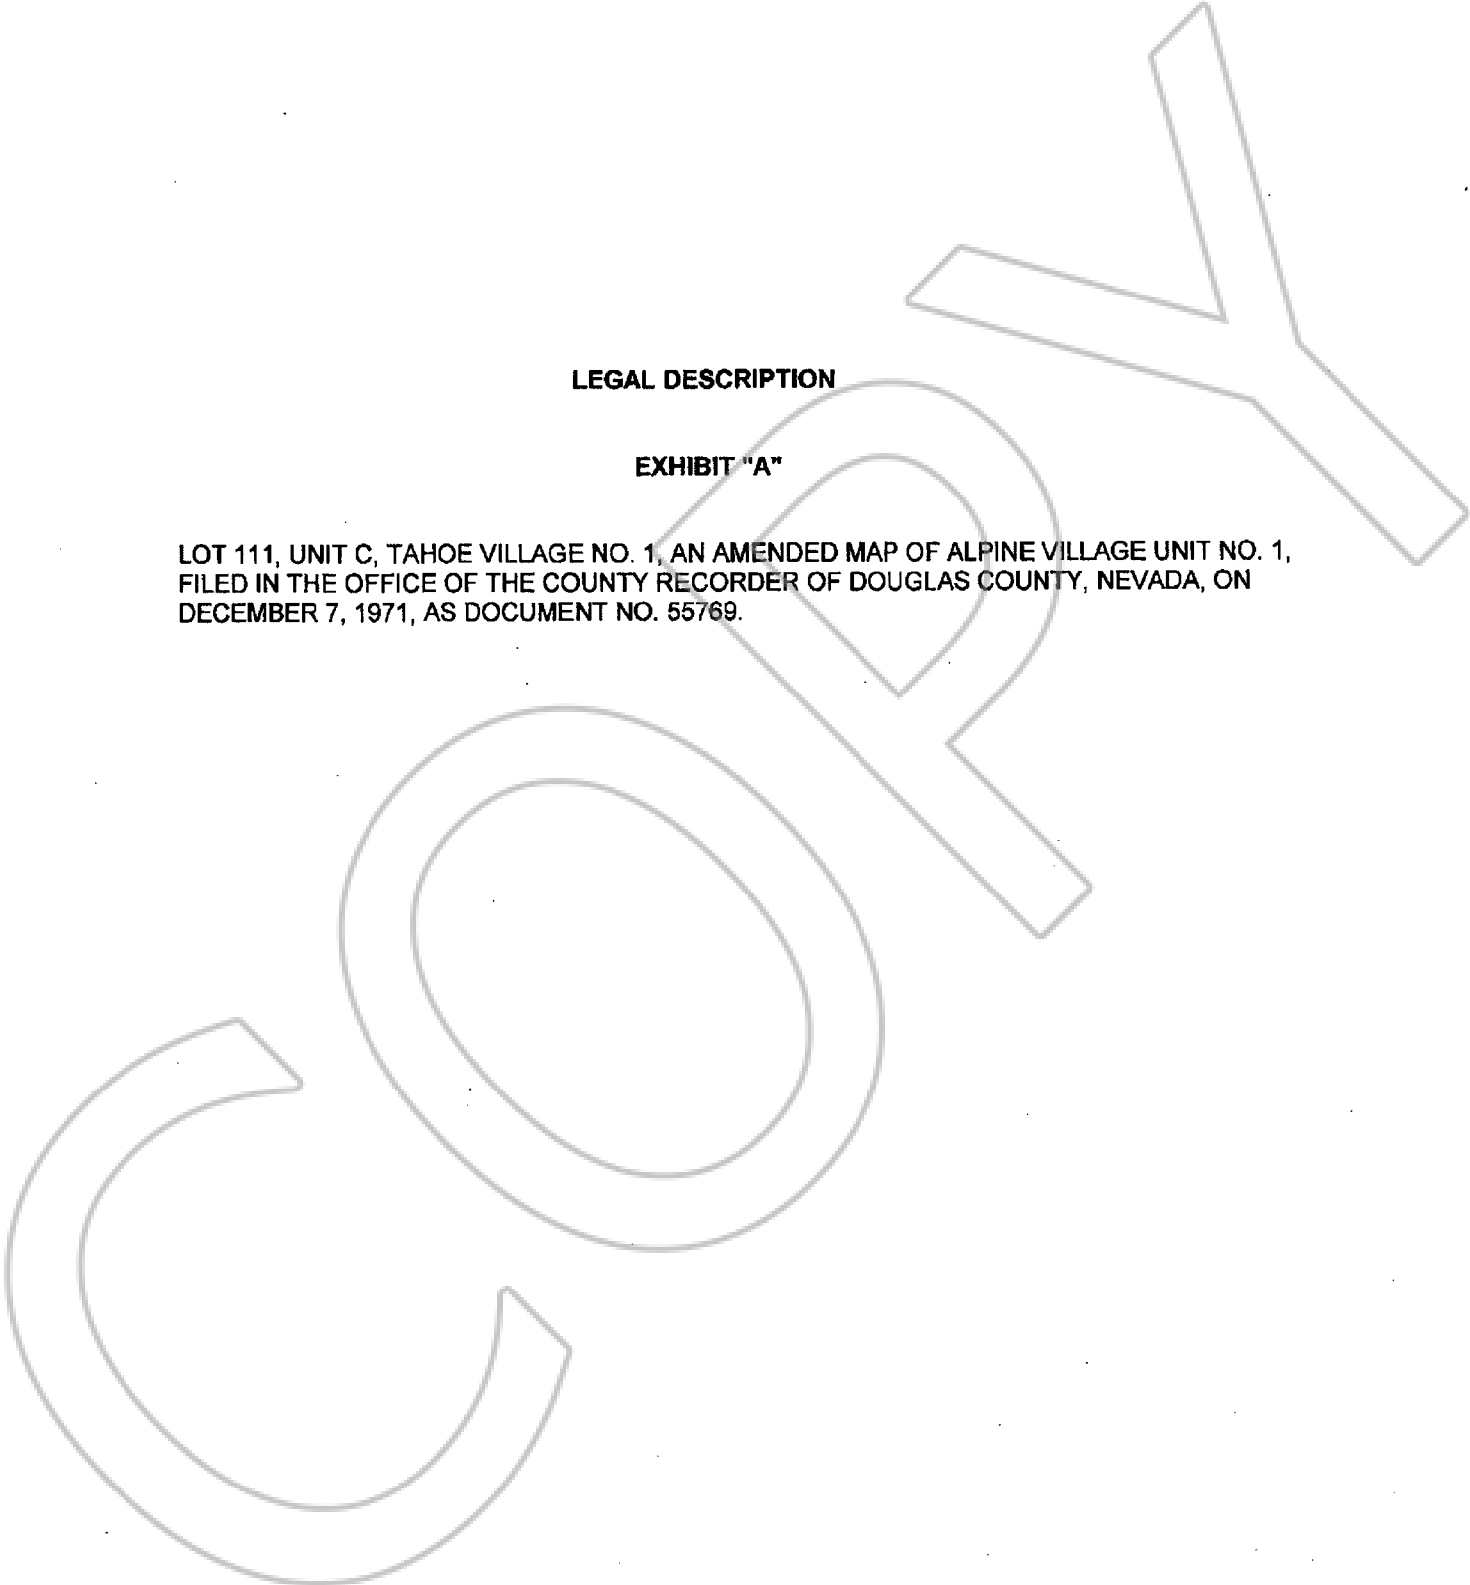 LEGAL DESCRIPTION
EXHIBIT "A"
LOT 111, UNIT C, TAHOE VILLAGE NO. 1, AN AMENDED MAP OF ALPINE VILLAGE UNIT NO. 1,
FILED IN THE OFFICE OF THE COUNTY RECORDER OF DOUGLAS COUNTY, NEVADA, ON
DECEMBER 7, 1971, AS DOCUMENT NO. 55769.
COPY